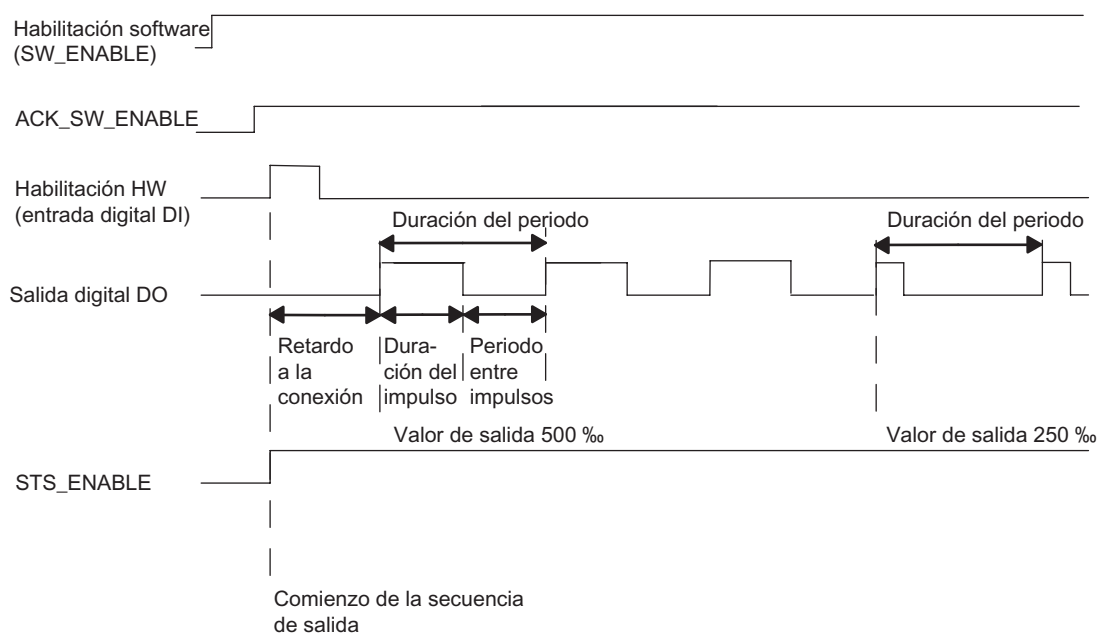 Habilitación software
(SW_ENABLE)
ACK_SW_ENABLE
Habilitación HW
(entrada digital DI)
Duración del periodo
Duración del periodo
Salida digital DO
Retardo
a la
conexión
Dura-
ción del
impulso
Periodo
entre
impulsos
Valor de salida 500 ‰
Valor de salida 250 ‰
STS_ENABLE
Comienzo de la secuencia
de salida